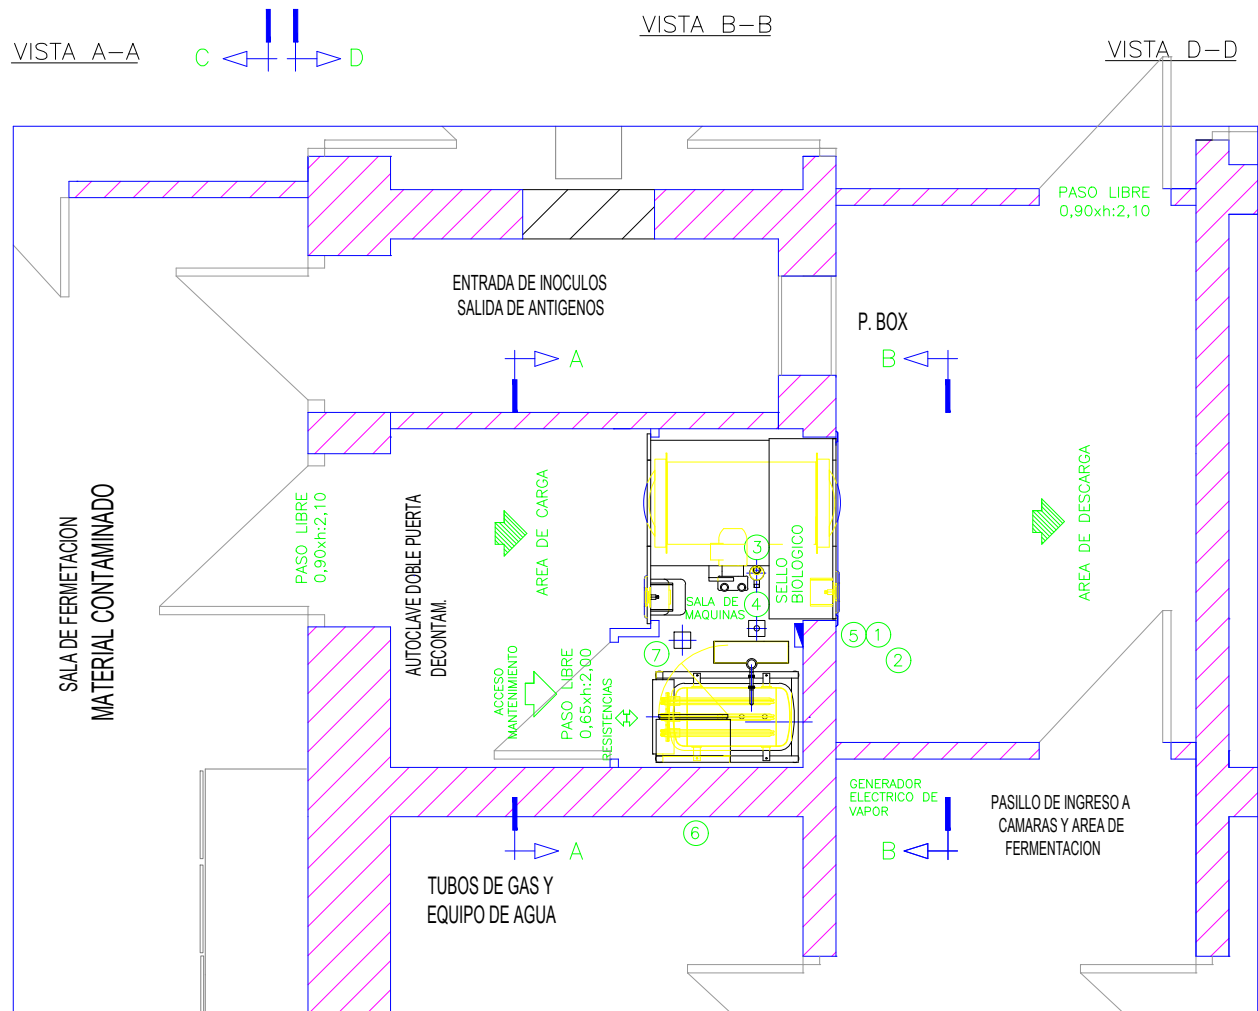 VISTA A-A
C
D
VISTA B-B
VISTA D-D
PASO LIBRE
0,90xh:2,10
ENTRADA DE INOCULOS
SALIDA DE ANTIGENOS
P. BOX
A
B
SALA DE FERMETACION
MATERIAL CONTAMINADO
PASO LIBRE
0,90xh:2,10
AUTOCLAVE DOBLE PUERTA
DECONTAM.
AREA DE CARGA
3
SELLO
BIOLOGICO
4
SALA DE
MAQUINAS
AREA DE DESCARGA
5
1
2
7
ACCESO
MANTENIMIENTO
PASO LIBRE
0,65xh:2,00
RESISTENCIAS
H
GENERADOR
ELECTRICO DE
VAPOR
PASILLO DE INGRESO A
CAMARAS Y AREA DE
FERMENTACION
6
A
B
TUBOS DE GAS Y
EQUIPO DE AGUA